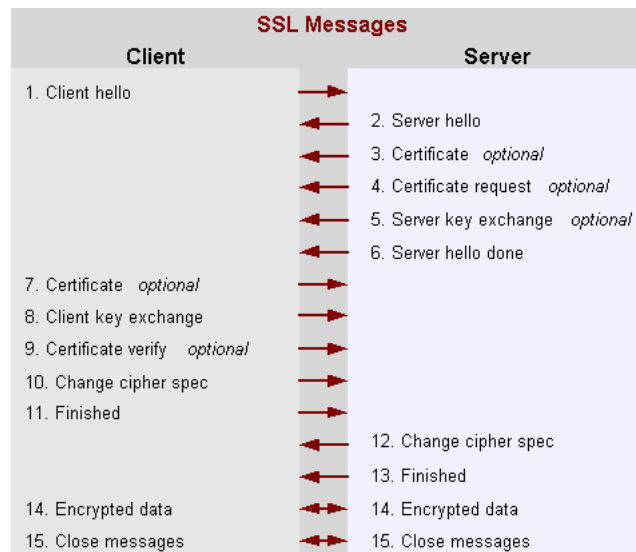 SSL Messages
Client Server
1. Client hello
2. Server hello
3. Certificate optional
4. Certificate request optional
5. Server key exchange optional
6. Server hello done
7. Certificate optional
8. Client key exchange
9. Certificate verify optional
10. Change cipher spec
11. Finished
12. Change cipher spec
13. Finished
14. Encrypted data 14. Encrypted data
15. Close messages 15. Close messages